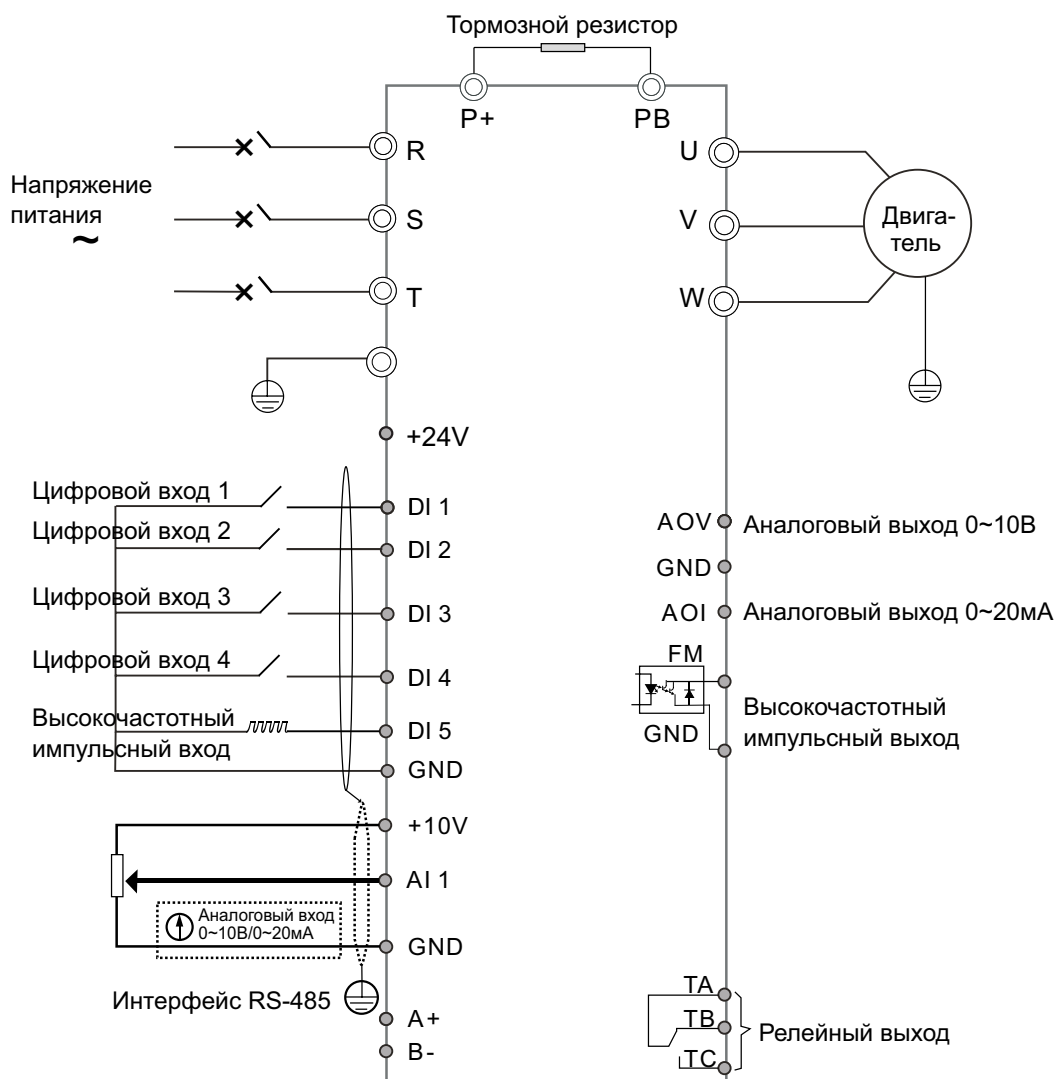 Тормозной резистор
P+
PB
R
U
Напряжение
питания
~
S
V
Двига-
тель
T
W
+24V
Цифровой вход 1
DI 1
Цифровой вход 2
DI 2
Цифровой вход 3
DI 3
Цифровой вход 4
DI 4
Высокочастотный
импульсный вход
DI 5
GND
+10V
AI 1
Аналоговый вход
0~10В/0~20мА
GND
Интерфейс RS-485
A+
B-
AOV
Аналоговый выход 0~10В
GND
AOI
Аналоговый выход 0~20мА
FM
GND
Высокочастотный
импульсный выход
TA
TB
TC
Релейный выход